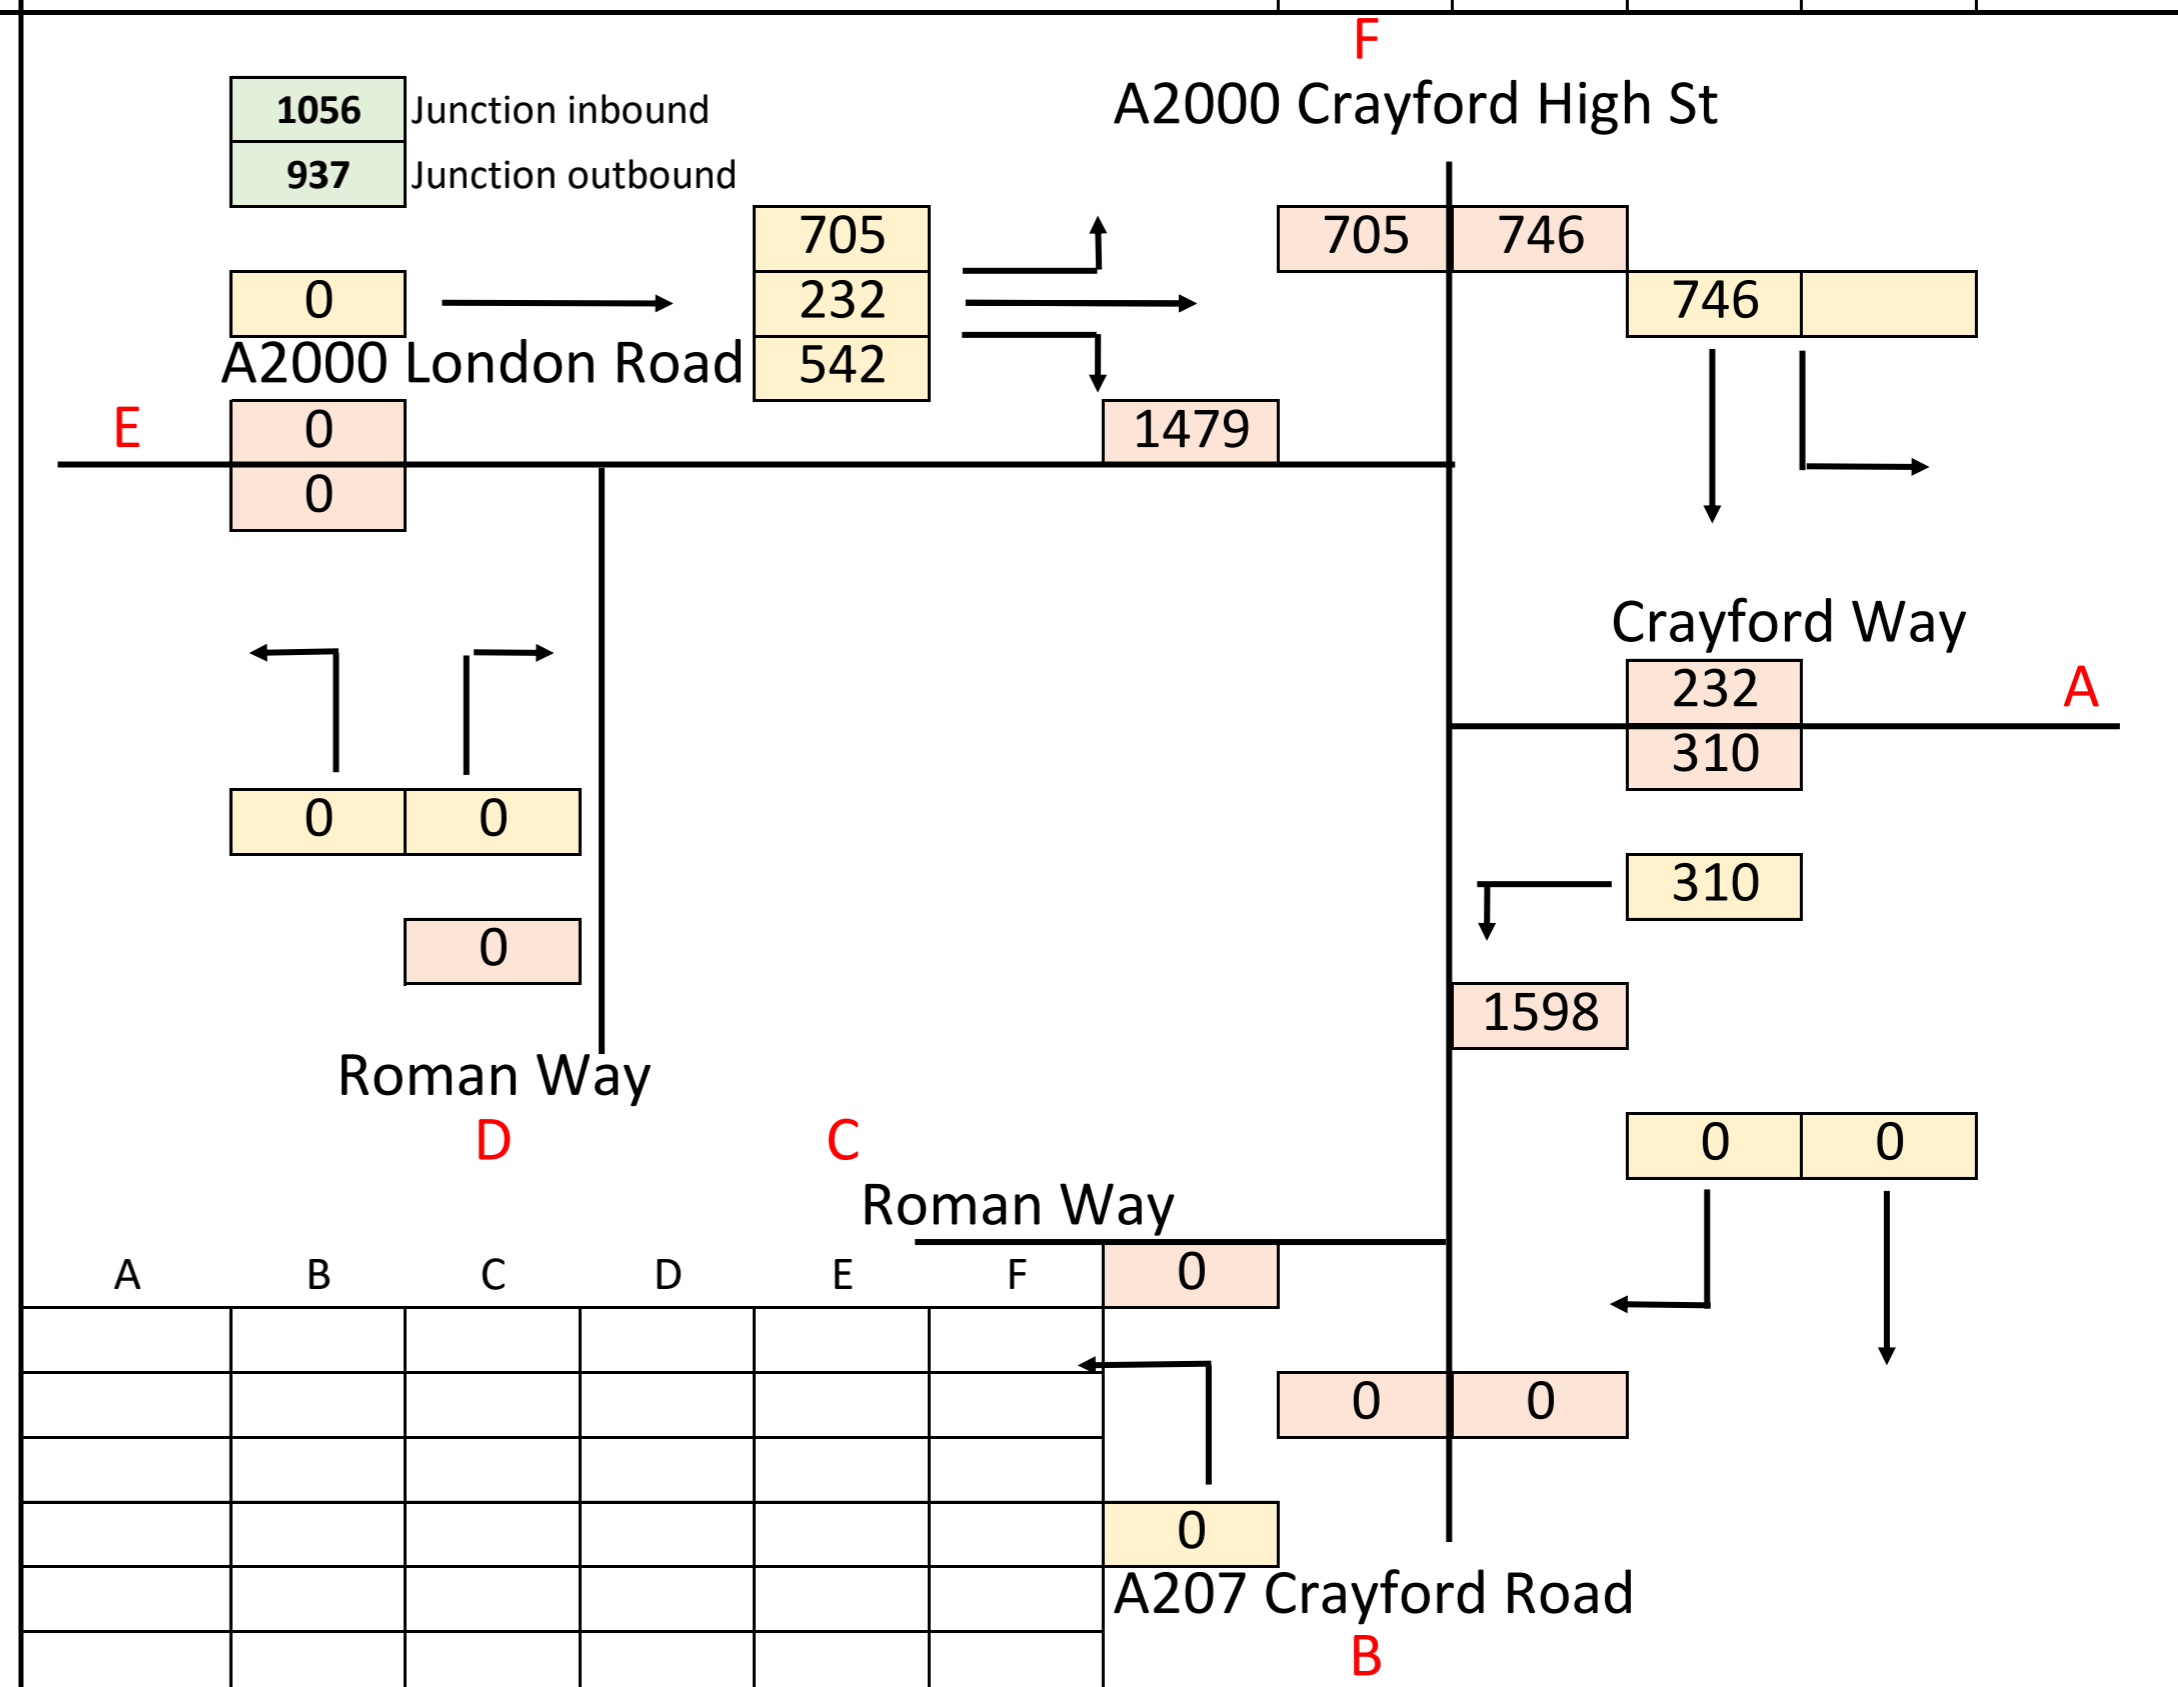 F
A2000 Crayford High St
1056 Junction inbound
937 Junction outbound
705
705 746
0
232
746
A2000 London Road
542
E
0
1479
0
Crayford Way
232
A
310
0 0
310
0
1598
Roman Way
D
C
0 0
Roman Way
A B C D E F
0
0 0
0
A207 Crayford Road
B